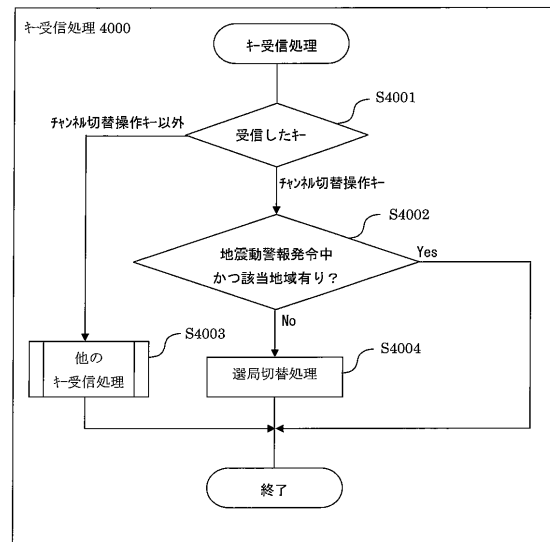 キー受信処理 4000
キー受信処理
S4001
チャンネル切替操作キー以外
受信したキー
チャンネル切替操作キー
S4002
地震動警報発令中
かつ該当地域有り？
Yes
No
S4003
他の
キー受信処理
S4004
選局切替処理
終了